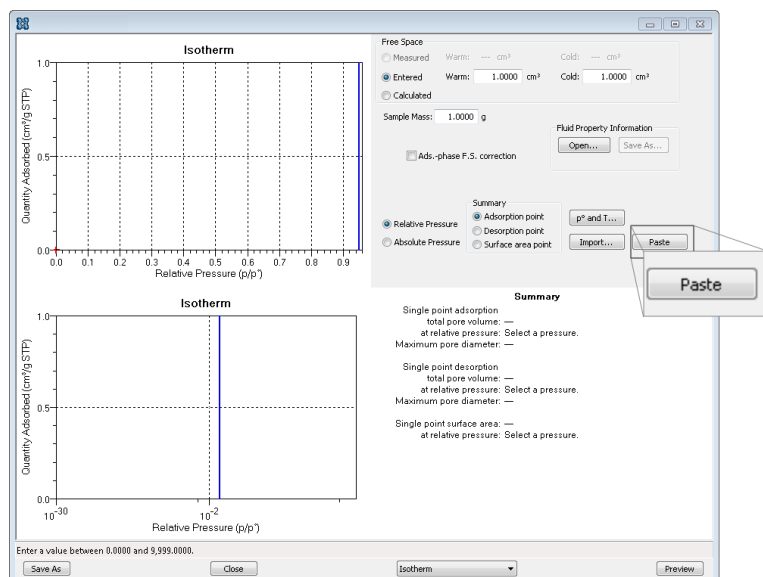 Isotherm
1.0
0.5
0.0
Quantity Adsorbed (cm³/g STP)
0.0 0.1 0.2 0.3 0.4 0.5 0.6 0.7 0.8 0.9
Relative Pressure (p/p°)
Free Space
Measured Warm: --- cm³ Cold: --- cm³
Entered Warm: 1.0000 cm³ Cold: 1.0000 cm³
Calculated
Sample Mass: 1.0000 g
Fluid Property Information
Open... Save As...
Ads.-phase F.S. correction
Summary
Relative Pressure
Absolute Pressure
Adsorption point
Desorption point
Surface area point
p° and T...
Import... Paste
Paste
Isotherm
1.0
0.5
0.0
Quantity Adsorbed (cm³/g STP)
10⁻³⁰ 10⁻²
Relative Pressure (p/p°)
Summary
Single point adsorption
total pore volume: —
at relative pressure: Select a pressure.
Maximum pore diameter: —
Single point desorption
total pore volume: —
at relative pressure: Select a pressure.
Maximum pore diameter: —
Single point surface area: —
at relative pressure: Select a pressure.
Enter a value between 0.0000 and 9,999.0000.
Save As Close Isotherm Preview